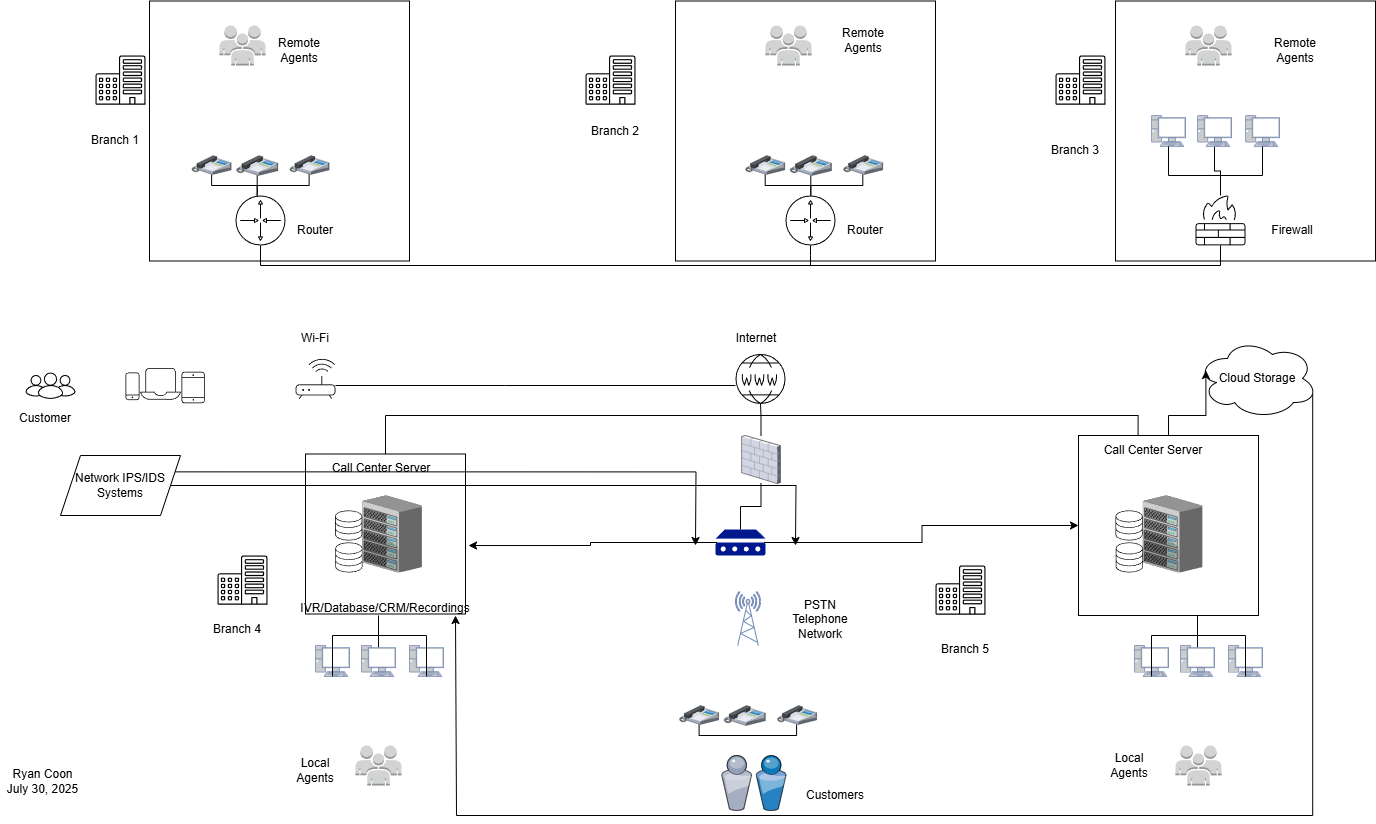 Remote
Agents
Remote
Agents
Remote
Agents
Branch 1
Branch 2
Branch 3
Router
Router
Firewall
Wi-Fi
Internet
Customer
Cloud Storage
Call Center Server
Call Center Server
Network IPS/IDS
Systems
WWW
IVR/Database/CRM/Recordings
PSTN
Telephone
Network
Branch 4
Branch 5
Local
Agents
Local
Agents
Ryan Coon
July 30, 2025
Customers